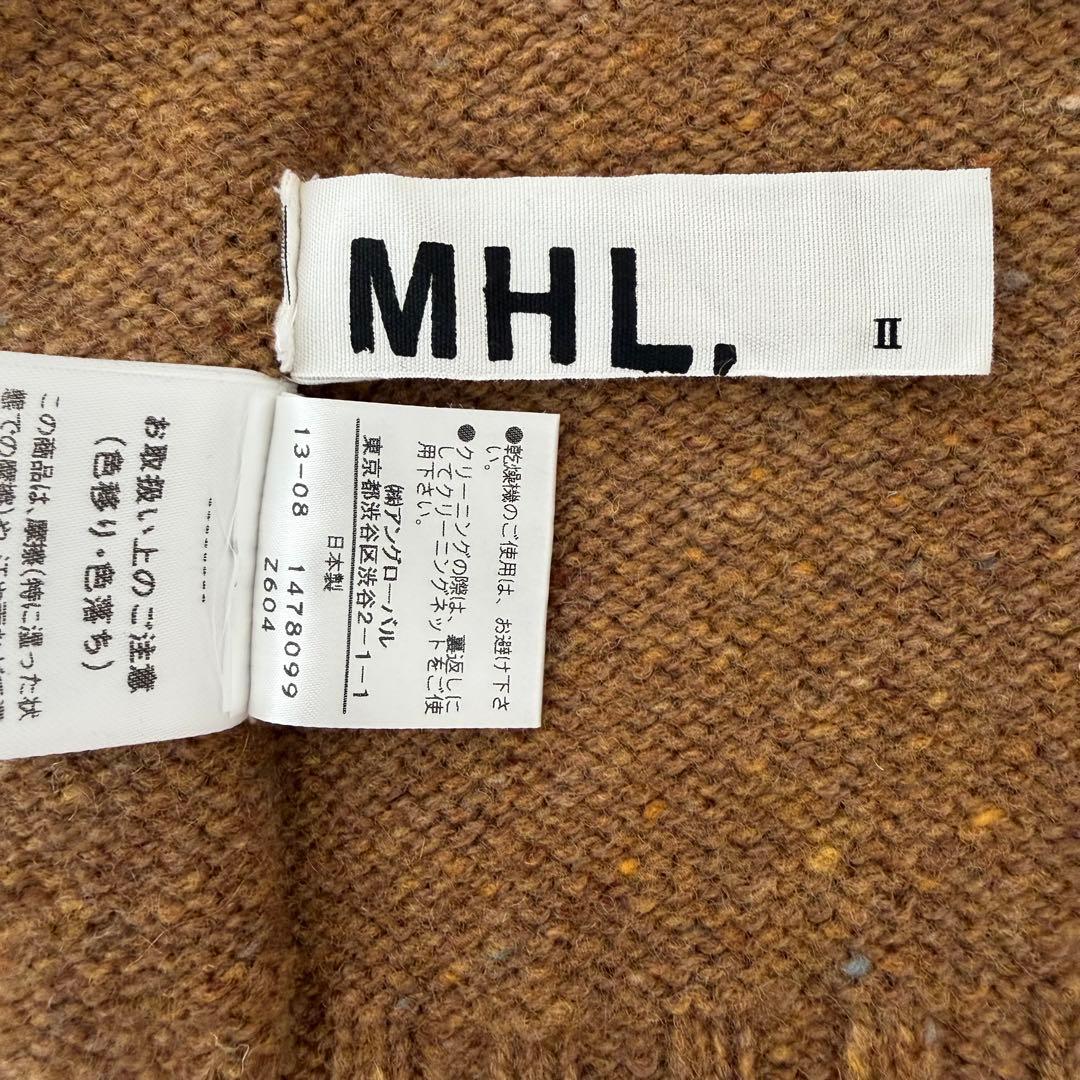 MHL.
II
●乾燥機のご使用は、お避け下さ
い。
●クリーニングの際は、裏返しに
してクリーニングネットをご使
用下さい。
㈱アングローバル
東京都渋谷区渋谷2-1-1
日本製
13-08 1478099
Z604
お取扱い上のご注意
(色移り・色落ち)
この商品は、摩擦(特に湿った状